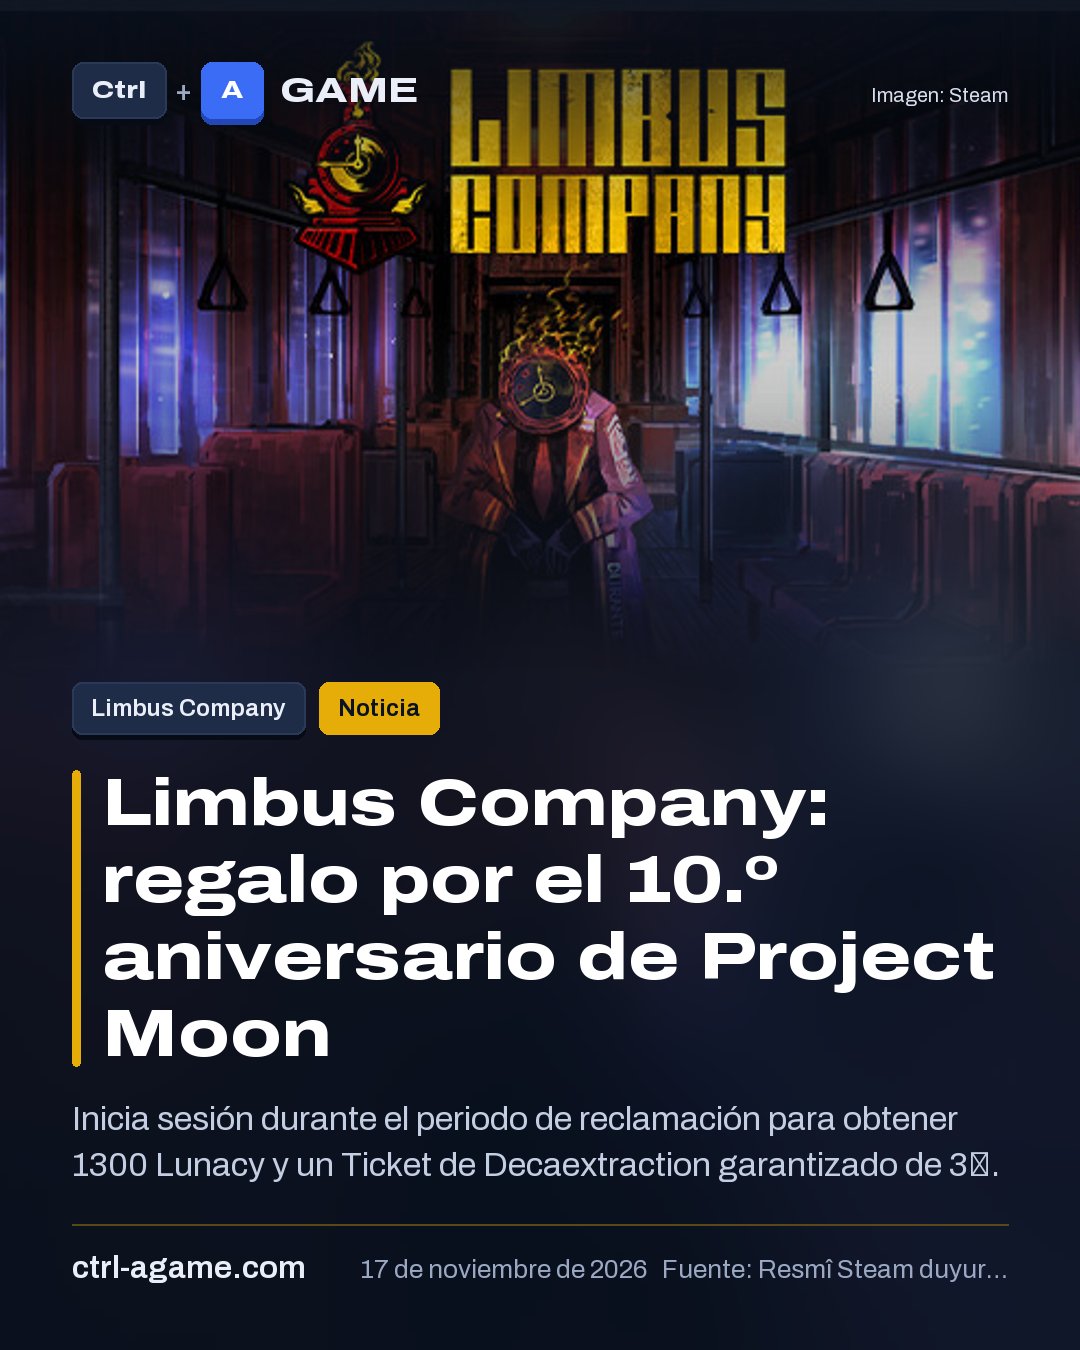 Ctrl + A GAME
Imagen: Steam
LIMBUS
COMPANY
Limbus Company
Noticia
Limbus Company:
regalo por el 10.º
aniversario de Project
Moon
Inicia sesión durante el periodo de reclamación para obtener
1300 Lunacy y un Ticket de Decaextraction garantizado de 3☒.
ctrl-agame.com
17 de noviembre de 2026 Fuente: Resmî Steam duyur...